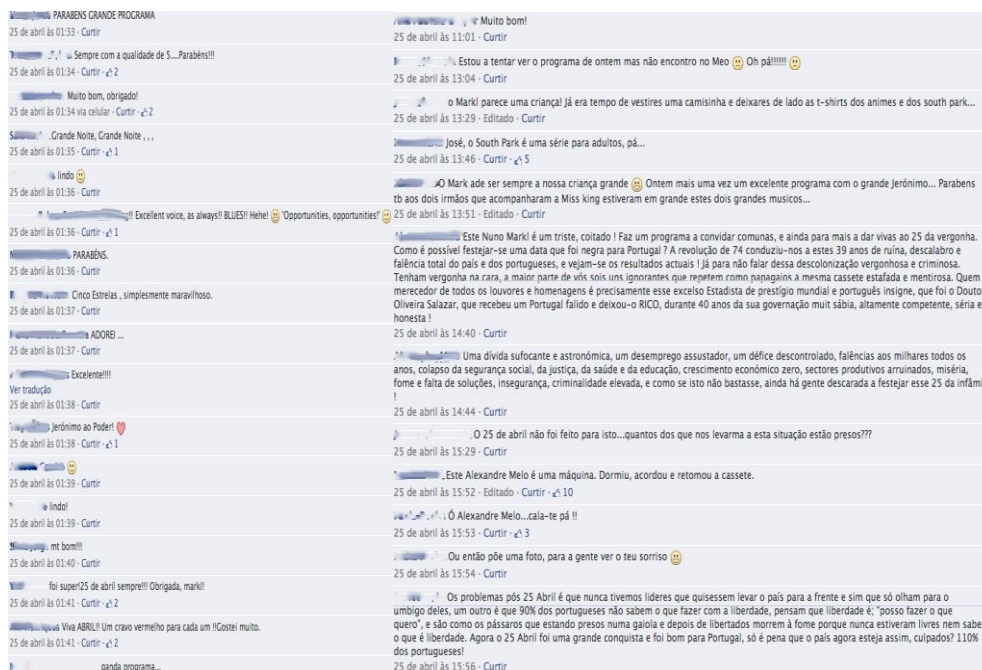 PARABENS GRANDE PROGRAMA
25 de abril às 01:33 · Curtir
Sempre com a qualidade de 5....Parabéns!!!
25 de abril às 01:34 · Curtir · 2
Muito bom, obrigado!
25 de abril às 01:34 via celular · Curtir · 2
.Grande Noite, Grande Noite , , ,
25 de abril às 01:35 · Curtir · 1
lindo
25 de abril às 01:36 · Curtir
!! Excellent voice, as always!! BLUES!! Hehe! 'Opportunities, opportunities!'
25 de abril às 01:36 · Curtir · 1
PARABÉNS.
25 de abril às 01:36 · Curtir
Cinco Estrelas , simplesmente maravilhoso.
25 de abril às 01:37 · Curtir
ADOREI ...
25 de abril às 01:37 · Curtir
Excelente!!!!
Ver tradução
25 de abril às 01:38 · Curtir
Jerónimo ao Poder!
25 de abril às 01:38 · Curtir · 1
25 de abril às 01:39 · Curtir
lindo!
25 de abril às 01:39 · Curtir
mt bom!!!
25 de abril às 01:40 · Curtir
foi super!25 de abril sempre!!! Obrigada, markl!
25 de abril às 01:41 · Curtir · 2
Viva ABRIL!! Um cravo vermelho para cada um !!Gostei muito.
25 de abril às 01:41 · Curtir · 2
ganda programa...
Muito bom!
25 de abril às 11:01 · Curtir
Estou a tentar ver o programa de ontem mas não encontro no Meo Oh pá!!!!!!
25 de abril às 13:04 · Curtir
o Markl parece uma criança! Já era tempo de vestires uma camisinha e deixares de lado as t-shirts dos animes e dos south park...
25 de abril às 13:29 · Editado · Curtir
José, o South Park é uma série para adultos, pá...
25 de abril às 13:46 · Curtir · 5
O Mark ade ser sempre a nossa criança grande Ontem mais uma vez um excelente programa com o grande Jerónimo... Parabens
tb aos dois irmãos que acompanharam a Miss king estiveram em grande estes dois grandes musicos...
25 de abril às 13:51 · Editado · Curtir
Este Nuno Markl é um triste, coitado ! Faz um programa a convidar comunas, e ainda para mais a dar vivas ao 25 da vergonha.
Como é possível festejar-se uma data que foi negra para Portugal ? A revolução de 74 conduziu-nos a estes 39 anos de ruína, descalabro e
falência total do país e dos portugueses, e vejam-se os resultados actuais ! Já para não falar dessa descolonização vergonhosa e criminosa.
Tenham vergonha na cara, a maior parte de vós sois uns ignorantes que repetem como papagaios a mesma cassete estafada e mentirosa. Quem
merecedor de todos os louvores e homenagens é precisamente esse excelso Estadista de prestígio mundial e português insigne, que foi o Douto
Oliveira Salazar, que recebeu um Portugal falido e deixou-o RICO, durante 40 anos da sua governação muit sábia, altamente competente, séria e
honesta !
25 de abril às 14:40 · Curtir
Uma dívida sufocante e astronómica, um desemprego assustador, um défice descontrolado, falências aos milhares todos os
anos, colapso da segurança social, da justiça, da saúde e da educação, crescimento económico zero, sectores produtivos arruinados, miséria,
fome e falta de soluções, insegurança, criminalidade elevada, e como se isto não bastasse, ainda há gente descarada a festejar esse 25 da infâmi
!
25 de abril às 14:44 · Curtir
.O 25 de abril não foi feito para isto...quantos dos que nos levarma a esta situação estão presos???
25 de abril às 15:29 · Curtir
Este Alexandre Melo é uma máquina. Dormiu, acordou e retomou a cassete.
25 de abril às 15:52 · Editado · Curtir · 10
Ó Alexandre Melo...cala-te pá !!
25 de abril às 15:53 · Curtir · 3
Ou então põe uma foto, para a gente ver o teu sorriso
25 de abril às 15:54 · Curtir
Os problemas pós 25 Abril é que nunca tivemos lideres que quisessem levar o país para a frente e sim que só olham para o
umbigo deles, um outro é que 90% dos portugueses não sabem o que fazer com a liberdade, pensam que liberdade é; "posso fazer o que
quero", e são como os pássaros que estando presos numa gaiola e depois de libertados morrem à fome porque nunca estiveram livres nem sabe
o que é liberdade. Agora o 25 Abril foi uma grande conquista e foi bom para Portugal, só é pena que o país agora esteja assim, culpados? 110%
dos portugueses!
25 de abril às 15:56 · Curtir